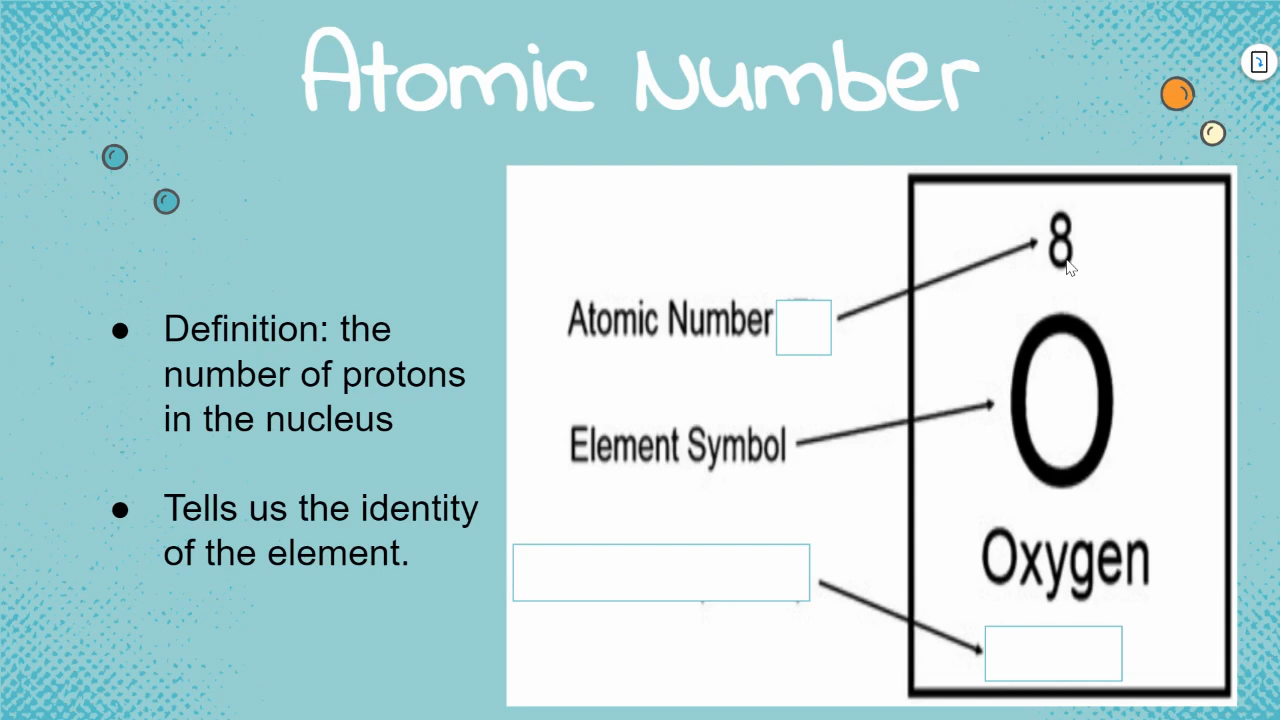 Atomic Number
● Definition: the
number of protons
in the nucleus
● Tells us the identity
of the element.
Atomic Number
Element Symbol
8
O
Oxygen